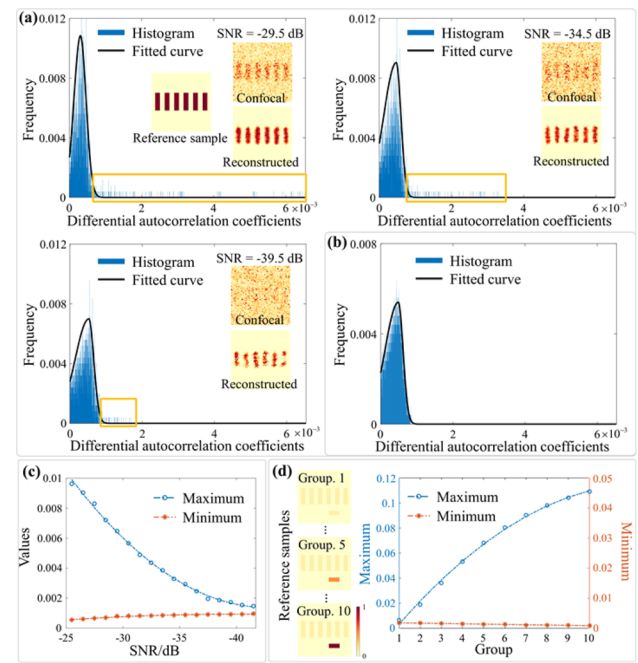 (a)
0.012
0.008
0.004
0
Frequency
Histogram
Fitted curve
SNR = -29.5 dB
Confocal
Reference sample
Reconstructed
0 2 4 6 ×10⁻³
Differential autocorrelation coefficients
0.012
0.008
0.004
0
Frequency
Histogram
Fitted curve
SNR = -34.5 dB
Confocal
Reconstructed
0 2 4 6 ×10⁻³
Differential autocorrelation coefficients
0.012
0.008
0.004
0
Frequency
Histogram
Fitted curve
SNR = -39.5 dB
Confocal
Reconstructed
0 2 4 6 ×10⁻³
Differential autocorrelation coefficients
(b)
0.008
0.004
0
Frequency
Histogram
Fitted curve
0 2 4 6 ×10⁻³
Differential autocorrelation coefficients
(c)
0.01
0.008
0.006
0.004
0.002
0
Values
Maximum
Minimum
-25 -30 -35 -40
SNR/dB
(d)
Reference samples
Group. 1
Group. 5
Group. 10
1
0
0.12
0.1
0.08
0.06
0.04
0.02
0
Maximum
Maximum
Minimum
0.05
0.04
0.03
0.02
0.01
0
Minimum
1 2 3 4 5 6 7 8 9 10
Group